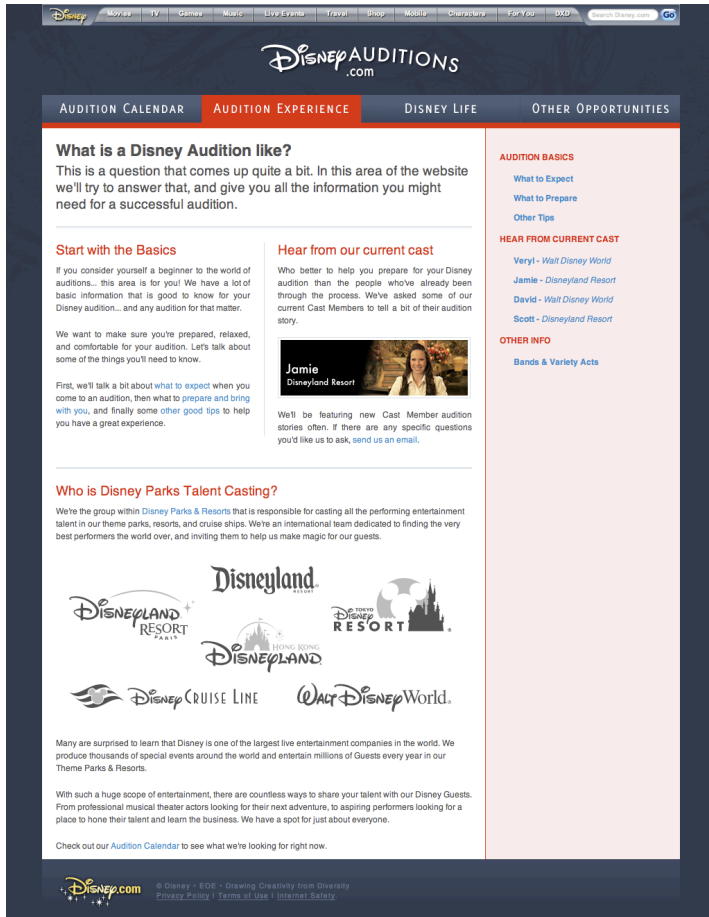 Disney Movies TV Games Music Live Events Travel Shop Mobile Characters For You DXD Search Disney.com Go
Disney AUDITIONS
.com
AUDITION CALENDAR AUDITION EXPERIENCE DISNEY LIFE OTHER OPPORTUNITIES
What is a Disney Audition like?
This is a question that comes up quite a bit. In this area of the website
we'll try to answer that, and give you all the information you might
need for a successful audition.
Start with the Basics
If you consider yourself a beginner to the world of
auditions... this area is for you! We have a lot of
basic information that is good to know for your
Disney audition... and any audition for that matter.
We want to make sure you're prepared, relaxed,
and comfortable for your audition. Let's talk about
some of the things you'll need to know.
First, we'll talk a bit about what to expect when you
come to an audition, then what to prepare and bring
with you, and finally some other good tips to help
you have a great experience.
Hear from our current cast
Who better to help you prepare for your Disney
audition than the people who've already been
through the process. We've asked some of our
current Cast Members to tell a bit of their audition
story.
Jamie
Disneyland Resort
We'll be featuring new Cast Member audition
stories often. If there are any specific questions
you'd like us to ask, send us an email.
Who is Disney Parks Talent Casting?
We're the group within Disney Parks & Resorts that is responsible for casting all the performing entertainment
talent in our theme parks, resorts, and cruise ships. We're an international team dedicated to finding the very
best performers the world over, and inviting them to help us make magic for our guests.
Disneyland
RESORT
DISNEYLAND
RESORT
PARIS
TOKYO
Disney
RESORT®
HONG KONG
DISNEYLAND
DISNEY CRUISE LINE
WALT DISNEY World®
Many are surprised to learn that Disney is one of the largest live entertainment companies in the world. We
produce thousands of special events around the world and entertain millions of Guests every year in our
Theme Parks & Resorts.
With such a huge scope of entertainment, there are countless ways to share your talent with our Disney Guests.
From professional musical theater actors looking for their next adventure, to aspiring performers looking for a
place to hone their talent and learn the business. We have a spot for just about everyone.
Check out our Audition Calendar to see what we're looking for right now.
AUDITION BASICS
What to Expect
What to Prepare
Other Tips
HEAR FROM CURRENT CAST
Veryl - Walt Disney World
Jamie - Disneyland Resort
David - Walt Disney World
Scott - Disneyland Resort
OTHER INFO
Bands & Variety Acts
Disney.com
© Disney • EOE • Drawing Creativity from Diversity
Privacy Policy | Terms of Use | Internet Safety.